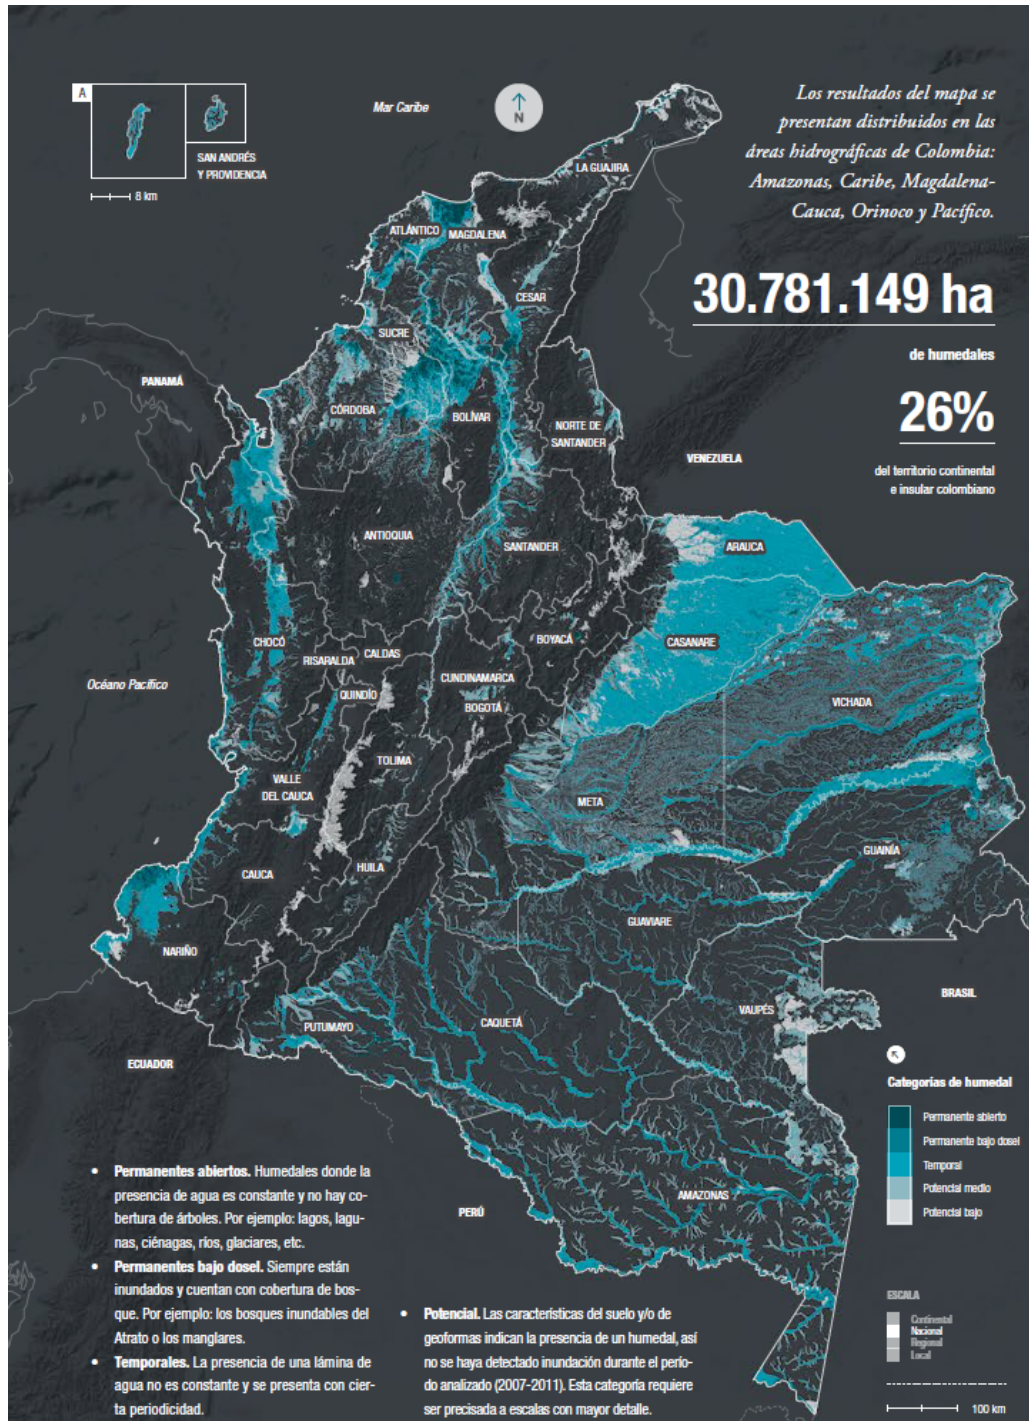 A
SAN ANDRÉS
Y PROVIDENCIA
8 km
Mar Caribe
N
Los resultados del mapa se
presentan distribuidos en las
áreas hidrográficas de Colombia:
Amazonas, Caribe, Magdalena-
Cauca, Orinoco y Pacífico.
30.781.149 ha
de humedales
26%
del territorio continental
e insular colombiano
LA GUAJIRA
ATLÁNTICO
MAGDALENA
CESAR
SUCRE
PANAMÁ
CÓRDOBA
BOLÍVAR
NORTE DE
SANTANDER
VENEZUELA
ANTIOQUIA
SANTANDER
ARAUCA
CHOCÓ
BOYACÁ
CASANARE
RISARALDA
CALDAS
CUNDINAMARCA
Océano Pacífico
QUINDÍO
BOGOTÁ
VICHADA
TOLIMA
VALLE
DEL CAUCA
META
CAUCA
HUILA
GUAINÍA
GUAVIARE
NARIÑO
BRASIL
VAUPÉS
PUTUMAYO
CAQUETÁ
ECUADOR
AMAZONAS
PERÚ
Categorías de humedal
Permanente abierto
Permanente bajo dosel
Temporal
Potencial medio
Potencial bajo
ESCALA
Continental
Nacional
Regional
Local
100 km
• Permanentes abiertos. Humedales donde la
presencia de agua es constante y no hay co-
bertura de árboles. Por ejemplo: lagos, lagu-
nas, ciénagas, ríos, glaciares, etc.
• Permanentes bajo dosel. Siempre están
inundados y cuentan con cobertura de bos-
que. Por ejemplo: los bosques inundables del
Atrato o los manglares.
• Temporales. La presencia de una lámina de
agua no es constante y se presenta con cier-
ta periodicidad.
• Potencial. Las características del suelo y/o de
geoformas indican la presencia de un humedal, así
no se haya detectado inundación durante el perío-
do analizado (2007-2011). Esta categoría requiere
ser precisada a escalas con mayor detalle.